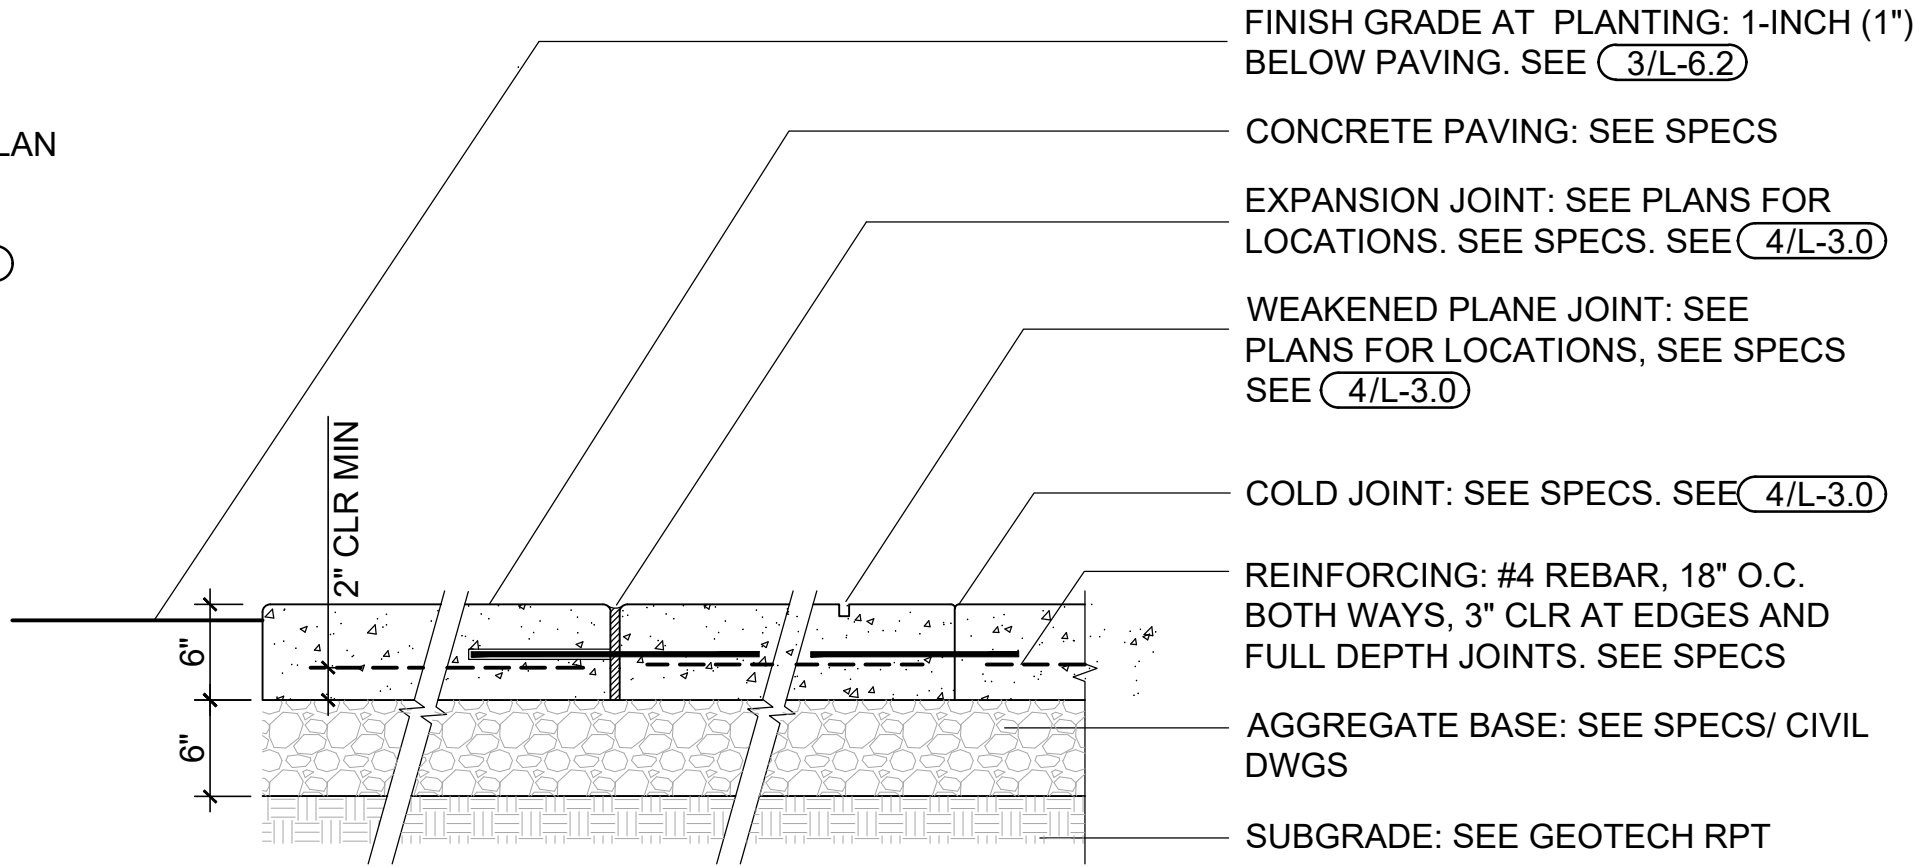 FINISH GRADE AT PLANTING: 1-INCH (1")
BELOW PAVING. SEE 3/L-6.2
LAN
CONCRETE PAVING: SEE SPECS
EXPANSION JOINT: SEE PLANS FOR
LOCATIONS. SEE SPECS. SEE 4/L-3.0
WEAKENED PLANE JOINT: SEE
PLANS FOR LOCATIONS, SEE SPECS
SEE 4/L-3.0
COLD JOINT: SEE SPECS. SEE 4/L-3.0
REINFORCING: #4 REBAR, 18" O.C.
BOTH WAYS, 3" CLR AT EDGES AND
FULL DEPTH JOINTS. SEE SPECS
AGGREGATE BASE: SEE SPECS/ CIVIL
DWGS
SUBGRADE: SEE GEOTECH RPT
2" CLR MIN
6"
6"